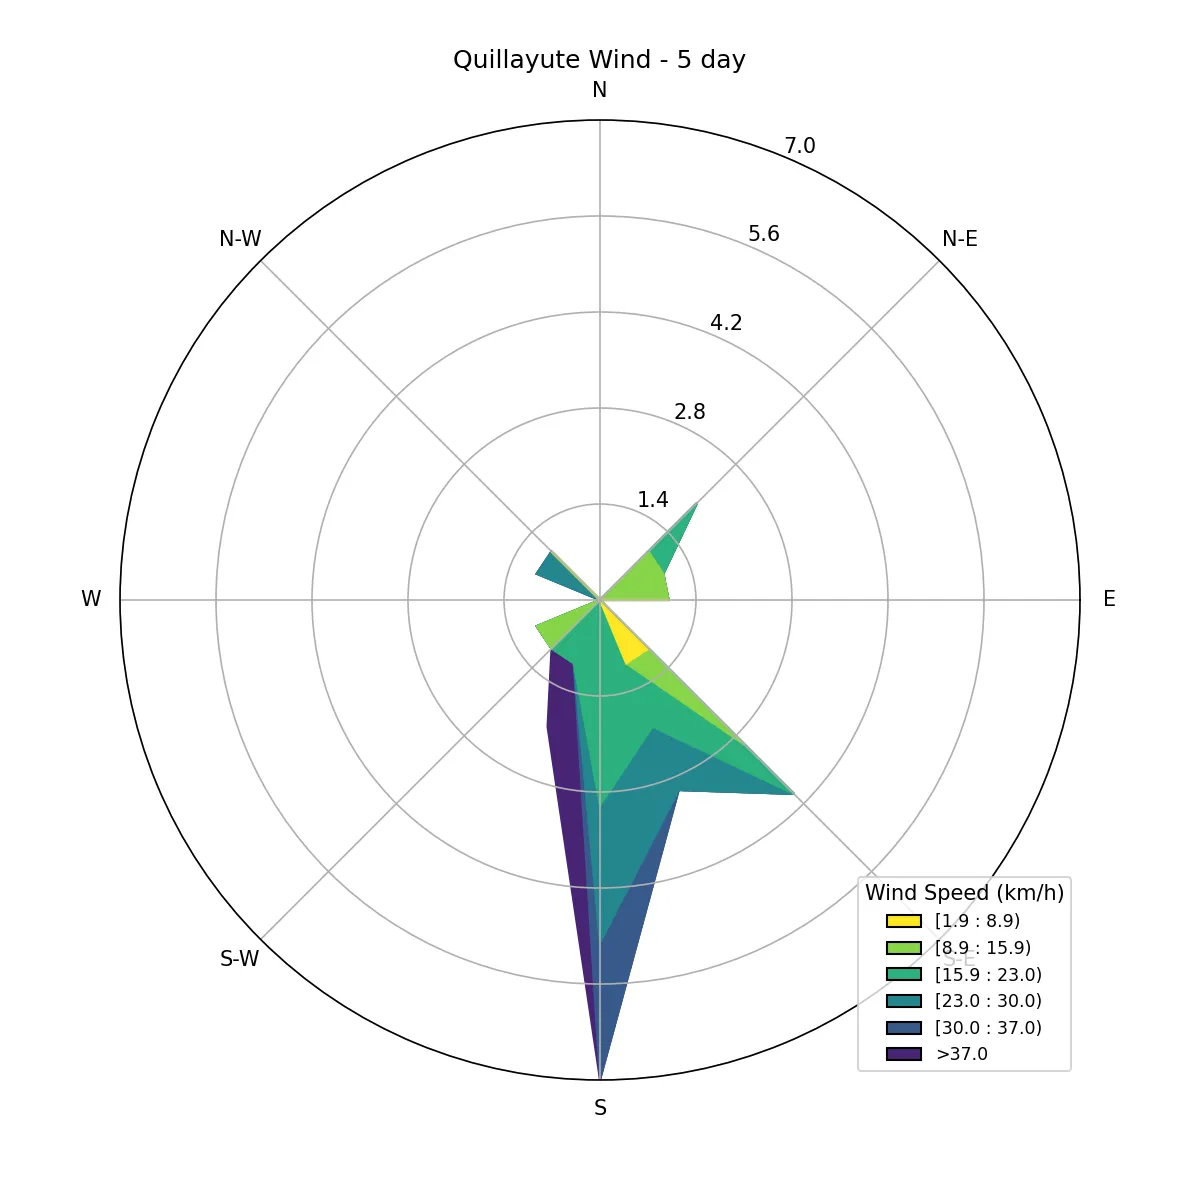 Quillayute Wind - 5 day
N
7.0
5.6
N-W
N-E
4.2
2.8
1.4
W
E
Wind Speed (km/h)
[1.9 : 8.9)
[8.9 : 15.9)
S-W
S-E
[15.9 : 23.0)
[23.0 : 30.0)
[30.0 : 37.0)
>37.0
S